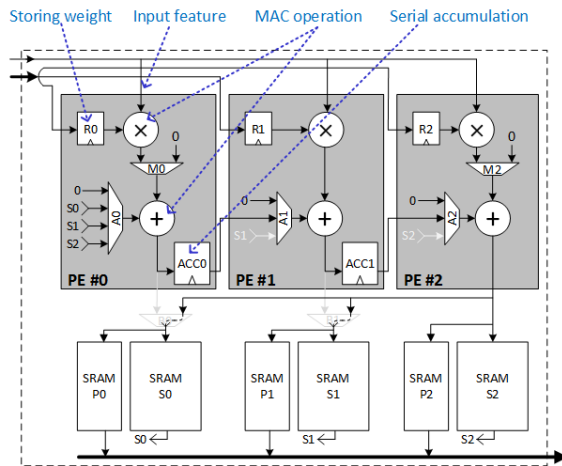 Storing weight Input feature MAC operation Serial accumulation
R0 × R1 × R2 ×
0 0
M0 M2
0 0 0
S0 A0 + A1 + A2 +
S1 S1 S2
S2
ACC0 ACC1
PE #0 PE #1 PE #2
SRAM SRAM SRAM SRAM SRAM SRAM
P0 S0 P1 S1 P2 S2
S0 S1 S2